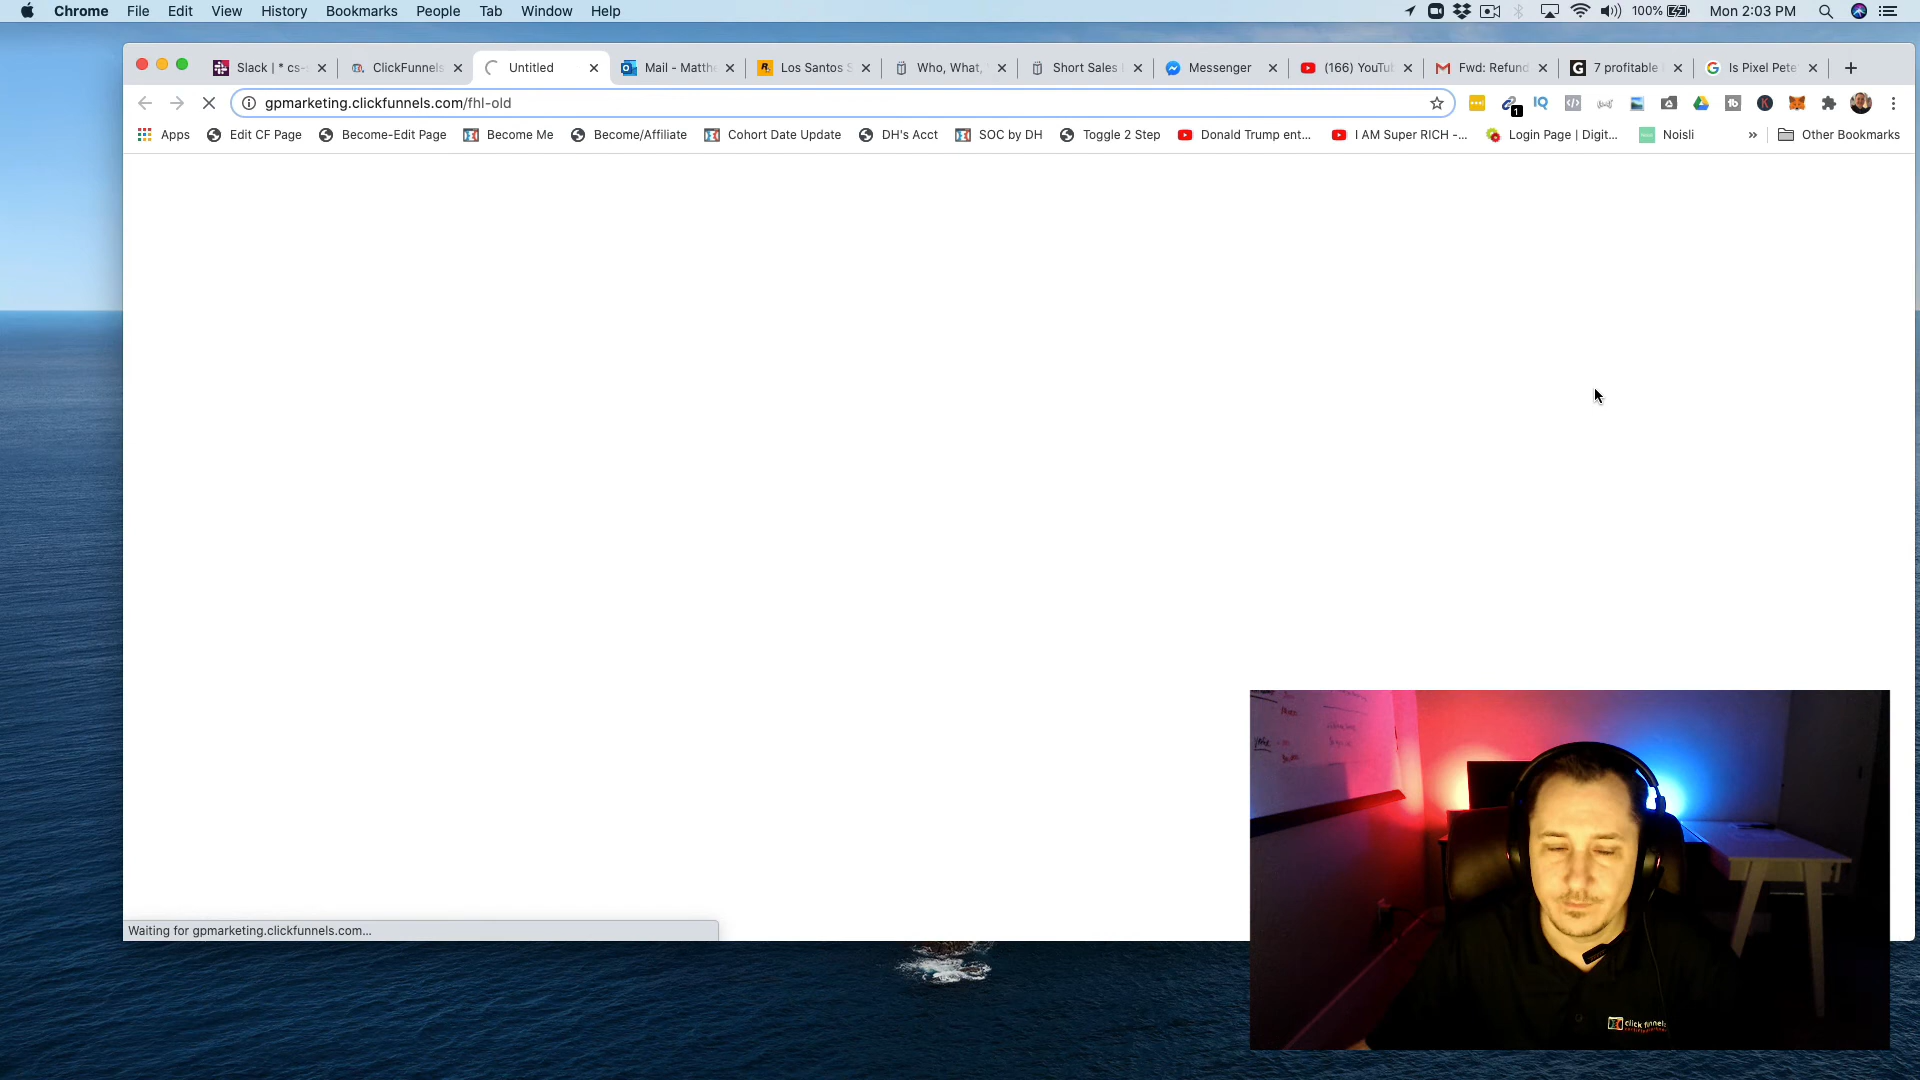 Chrome File Edit View History Bookmarks People Tab Window Help 100% Mon 2:03 PM
Slack | * cs- ClickFunnels Untitled Mail - Matthe Los Santos S Who, What, Short Sales Messenger (166) YouTub Fwd: Refund 7 profitable Is Pixel Pete
gpmarketing.clickfunnels.com/fhl-old
Apps Edit CF Page Become-Edit Page Become Me Become/Affiliate Cohort Date Update DH's Acct SOC by DH Toggle 2 Step Donald Trump ent... I AM Super RICH -... Login Page | Digit... Noisli » Other Bookmarks
click funnels
Waiting for gpmarketing.clickfunnels.com...